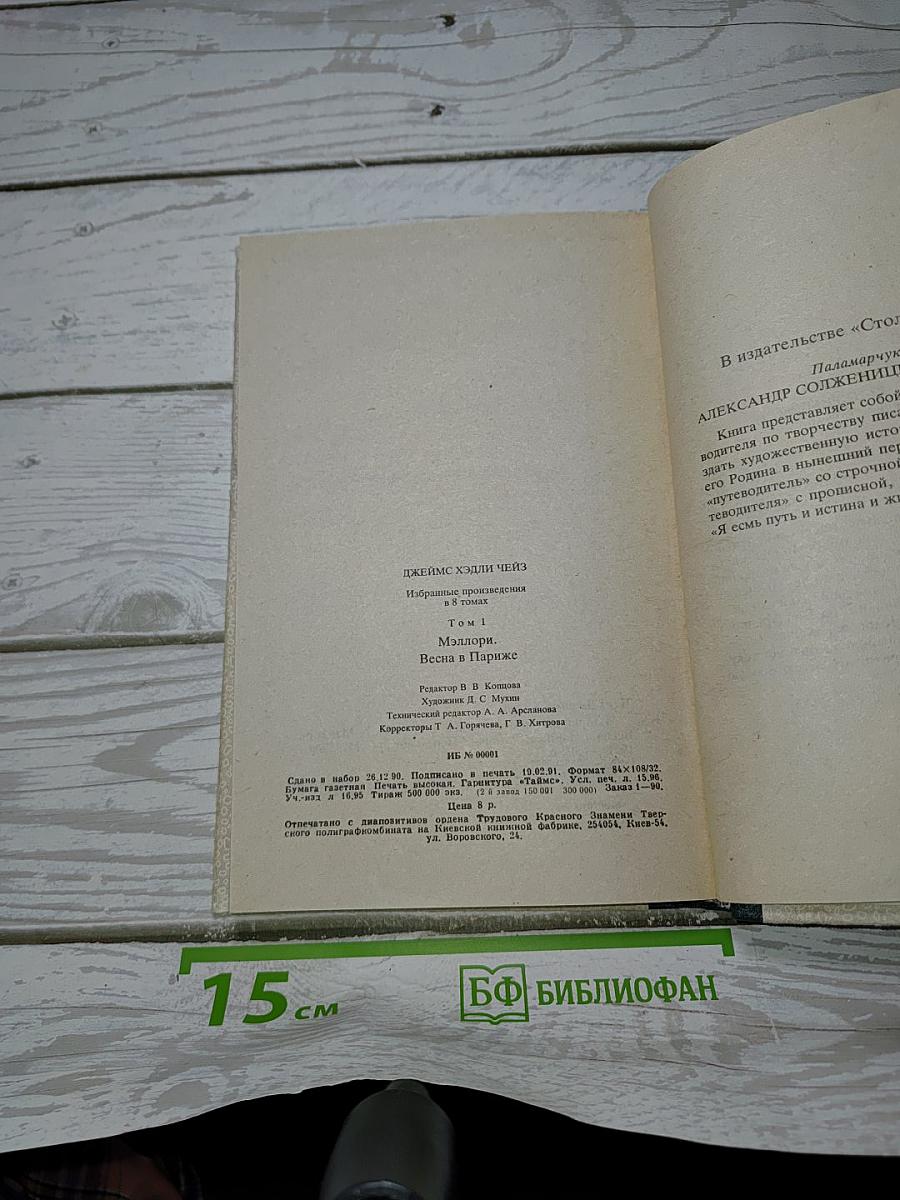 ДЖЕЙМС ХЭДЛИ ЧЕЙЗ
Избранные произведения
в 8 томах
Том 1
Мэллори.
Весна в Париже
Редактор В. В Копцова
Художник Д. С Мухин
Технический редактор А. А. Арсланова
Корректоры Т А. Горячева, Г В. Хитрова
ИБ № 00001
Сдано в набор 26.12 90. Подписано в печать 19.02.91. Формат 84×108/32.
Бумага газетная Печать высокая. Гарнитура «Таймс». Усл. печ. л. 15,96.
Уч.-изд л 16,95 Тираж 500 000 экз. (2 й завод 150 001 300 000) Заказ 1—90.
Цена 8 р.
Отпечатано с диапозитивов ордена Трудового Красного Знамени Твер-
ского полиграфкомбината на Киевской книжной фабрике. 254054, Киев-54,
ул. Воровского, 24.
В издательстве «Стол
Паламарчук
АЛЕКСАНДР СОЛЖЕНИЦ
Книга представляет собой
водителя по творчеству писа
здать художественную исто
его Родина в нынешний пер
«путеводитель» со строчной
теводителя» с прописной,
«Я есмь путь и истина и жи
15 см
БФ БИБЛИОФАН